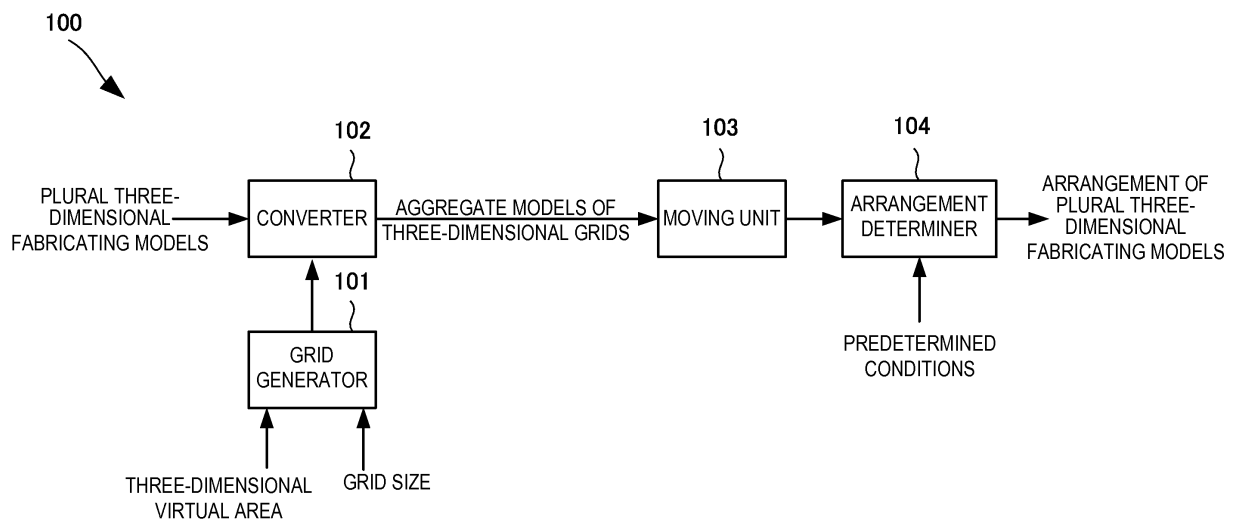 100
102
103
104
PLURAL THREE-
DIMENSIONAL
FABRICATING MODELS
CONVERTER
AGGREGATE MODELS OF
THREE-DIMENSIONAL GRIDS
MOVING UNIT
ARRANGEMENT
DETERMINER
ARRANGEMENT OF
PLURAL THREE-
DIMENSIONAL
FABRICATING MODELS
101
GRID
GENERATOR
PREDETERMINED
CONDITIONS
THREE-DIMENSIONAL
VIRTUAL AREA
GRID SIZE